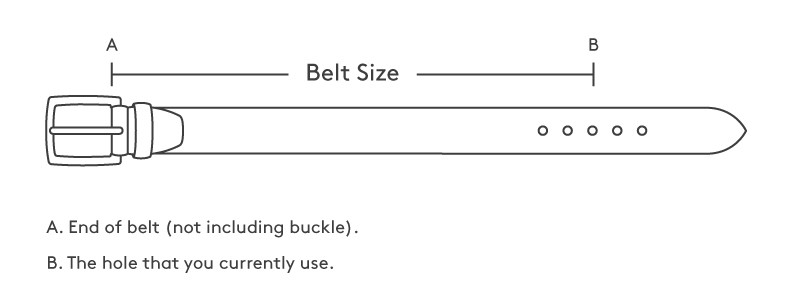 A
B
Belt Size
A. End of belt (not including buckle).
B. The hole that you currently use.